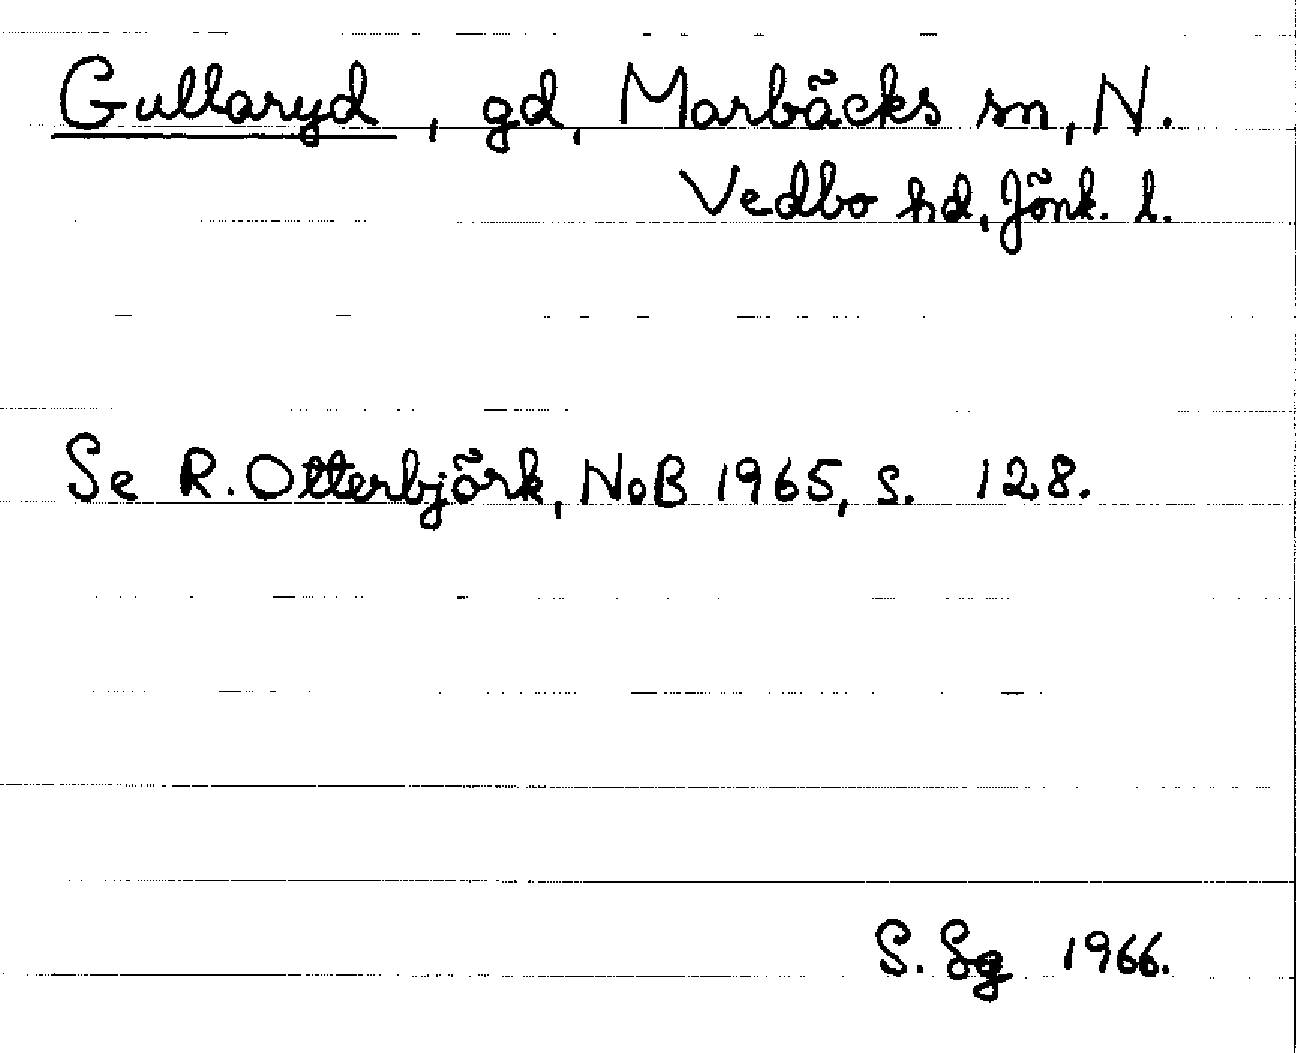 Gullaryd, gd, Marbäcks sn, N.
Vedbo hd, Jönk. l.
Se R. Otterbjörk, NoB 1965, s. 128.
S. Sg 1966.